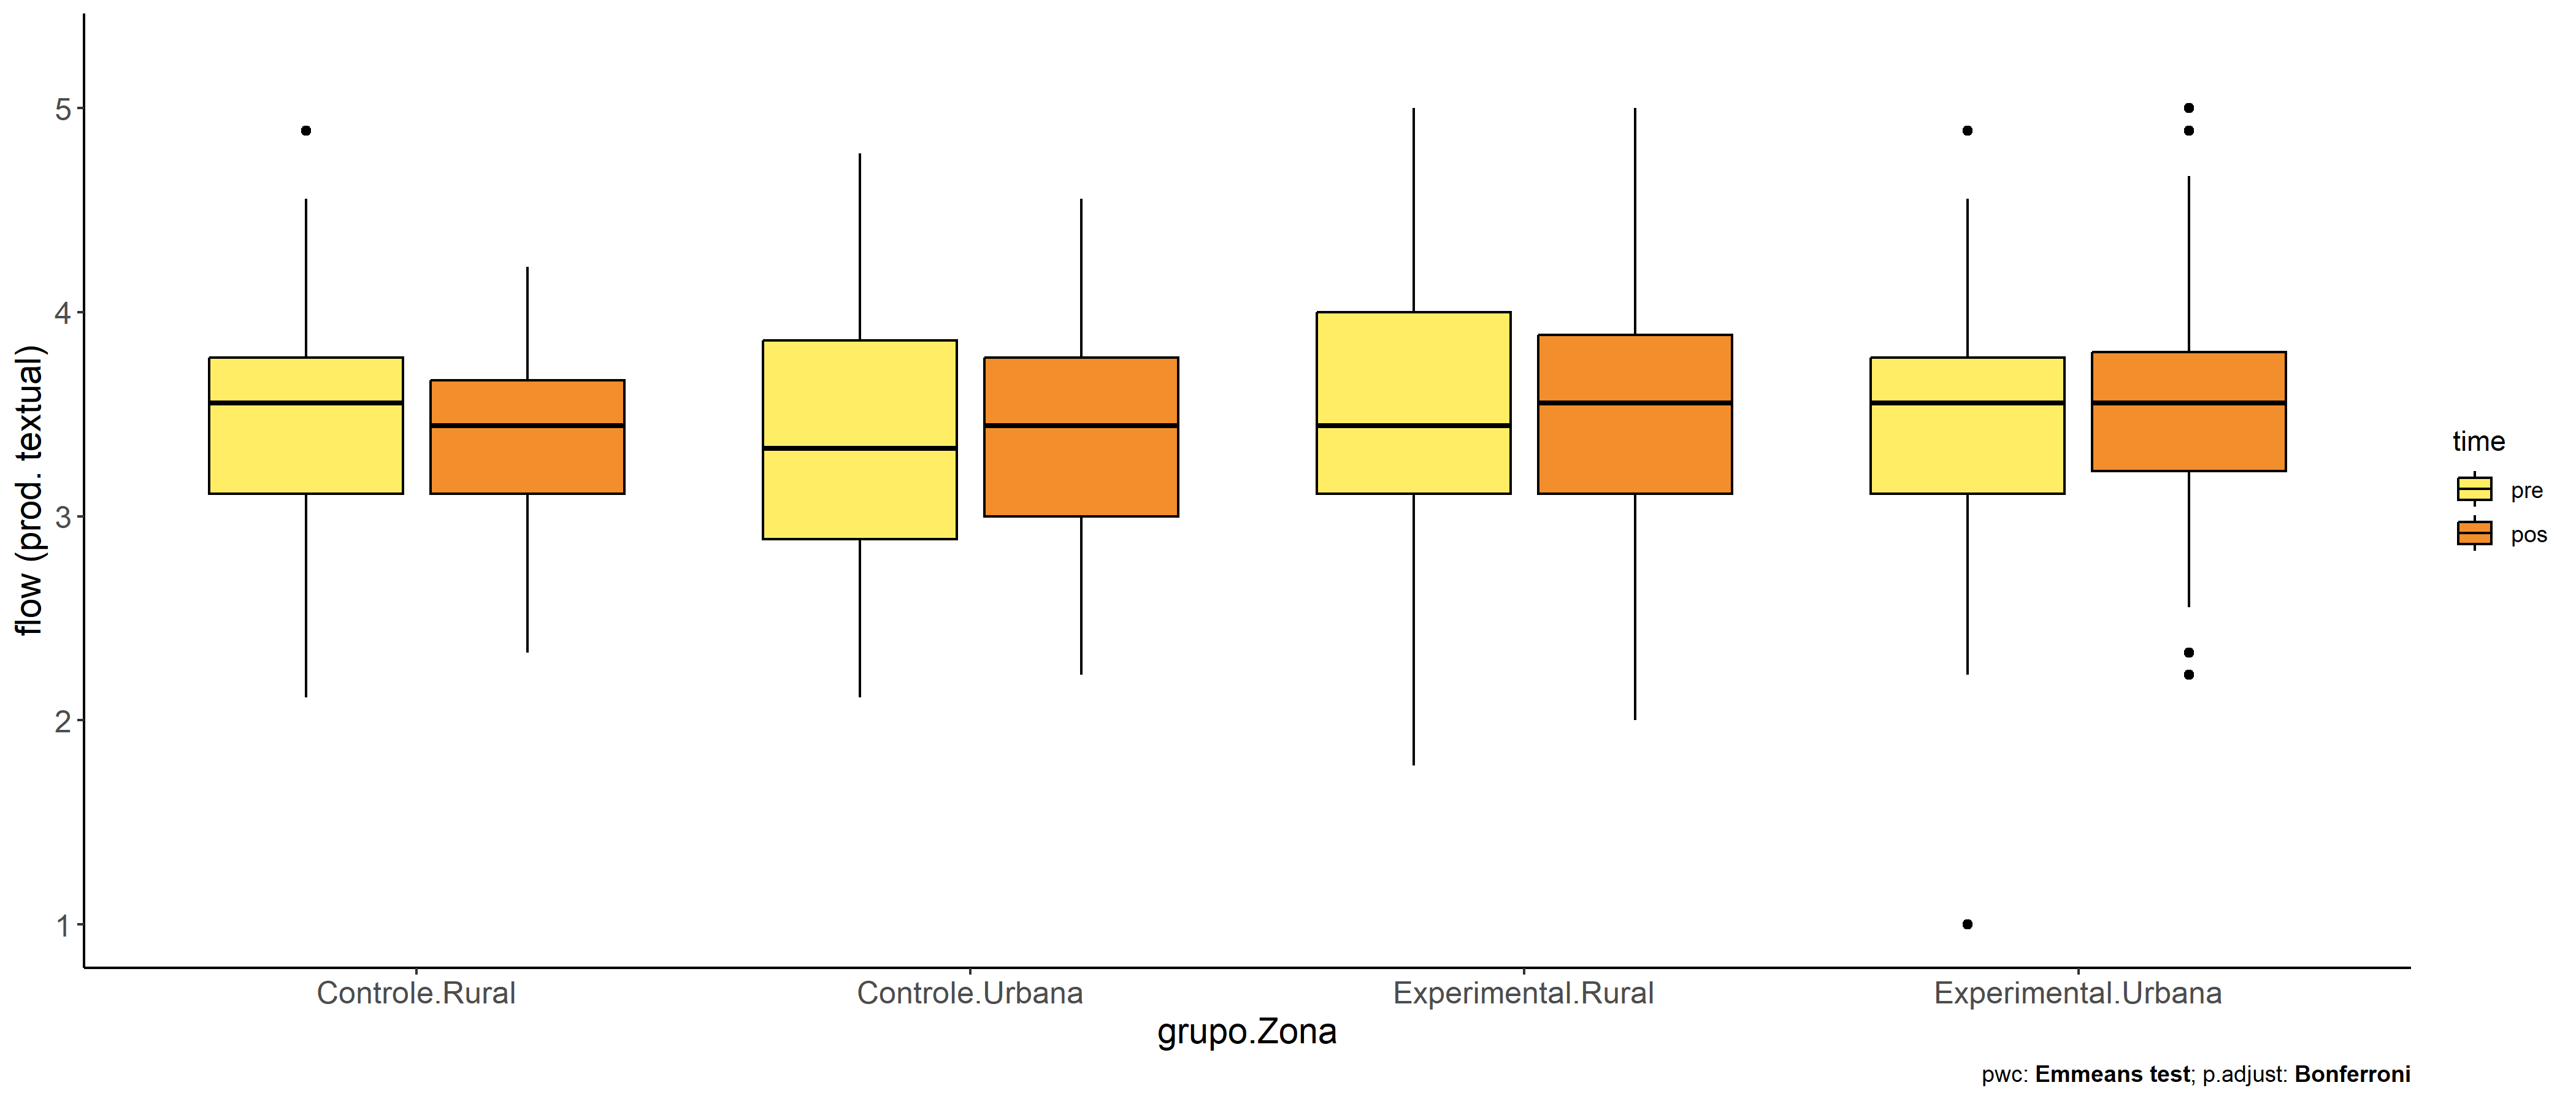 flow (prod. textual)
5
4
3
2
1
Controle.Rural
Controle.Urbana
Experimental.Rural
Experimental.Urbana
grupo.Zona
time
pre
pos
pwc: Emmeans test; p.adjust: Bonferroni